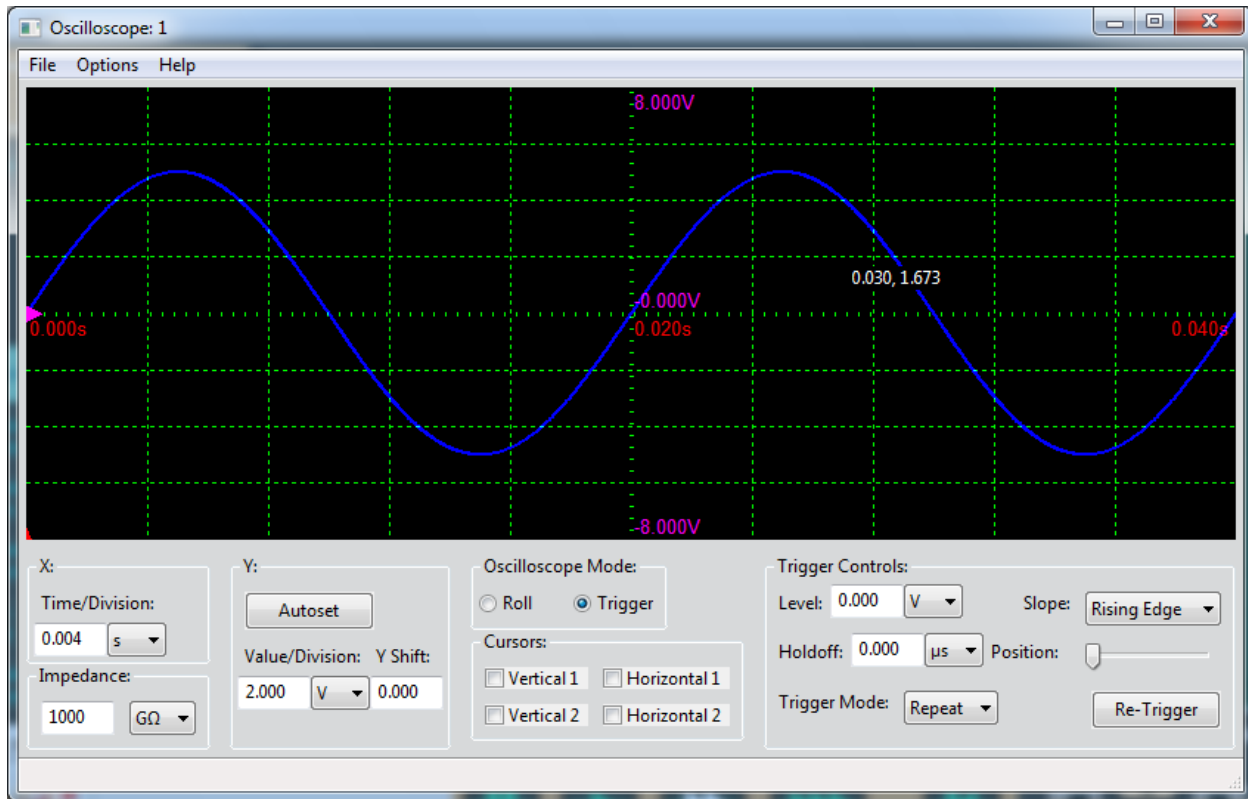 Oscilloscope: 1
File Options Help
8.000V
0.030, 1.673
-0.000V
0.000s
-0.020s
0.040s
-8.000V
X:
Time/Division:
0.004 s
Impedance:
1000 GΩ
Y:
Autoset
Value/Division: Y Shift:
2.000 V 0.000
Oscilloscope Mode:
Roll Trigger
Cursors:
Vertical 1 Horizontal 1
Vertical 2 Horizontal 2
Trigger Controls:
Level: 0.000 V Slope: Rising Edge
Holdoff: 0.000 µs Position:
Trigger Mode: Repeat Re-Trigger